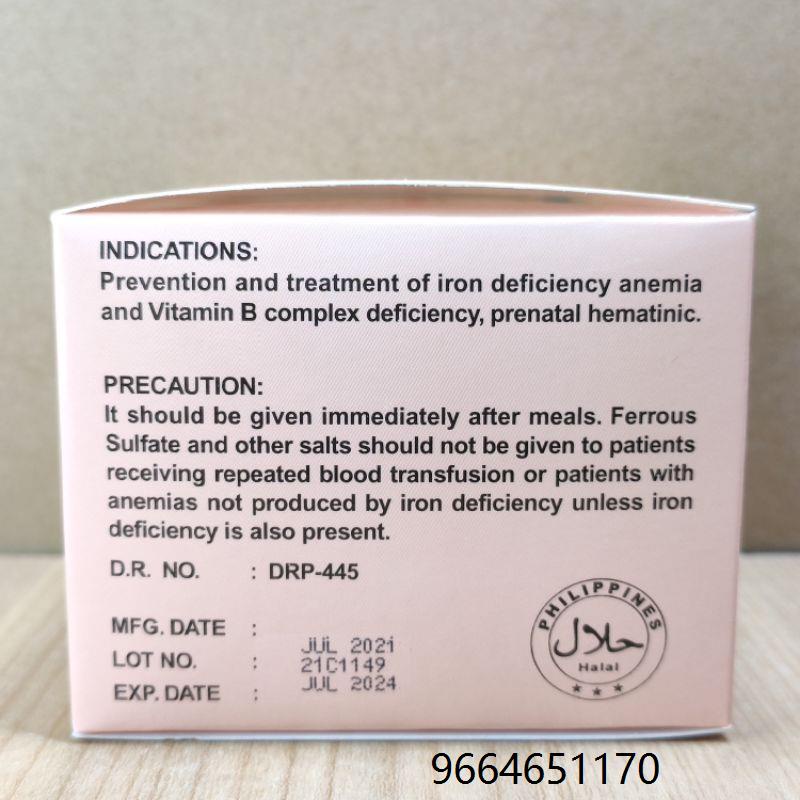 INDICATIONS:
Prevention and treatment of iron deficiency anemia
and Vitamin B complex deficiency, prenatal hematinic.
PRECAUTION:
It should be given immediately after meals. Ferrous
Sulfate and other salts should not be given to patients
receiving repeated blood transfusion or patients with
anemias not produced by iron deficiency unless iron
deficiency is also present.
D.R. NO. : DRP-445
MFG. DATE : JUL 2021
LOT NO. : 21C1149
EXP. DATE : JUL 2024
PHILIPPINES
حلال
Halal
9664651170